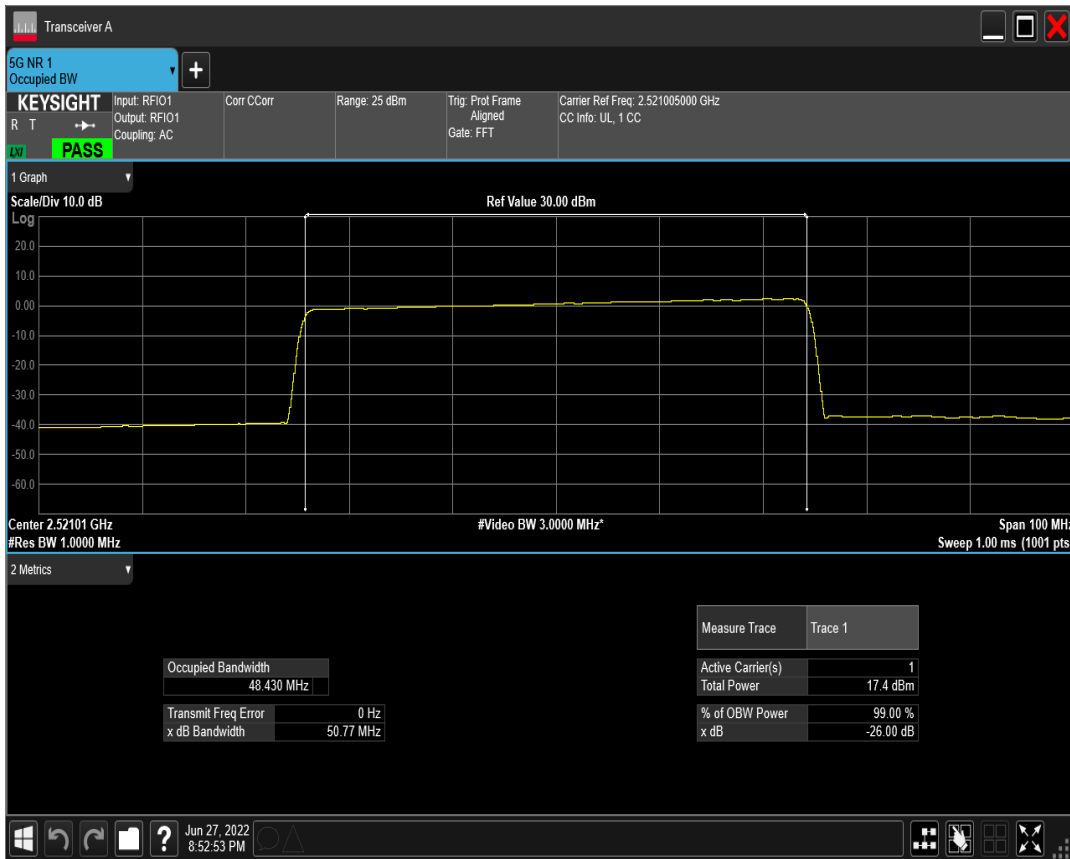 Transceiver A
5G NR 1
Occupied BW
KEYSIGHT
R T
LXI
PASS
Input: RFIO1
Output: RFIO1
Coupling: AC
Corr CCorr
Range: 25 dBm
Trig: Prot Frame
Aligned
Gate: FFT
Carrier Ref Freq: 2.521005000 GHz
CC Info: UL, 1 CC
1 Graph
Scale/Div 10.0 dB
Ref Value 30.00 dBm
Log
20.0
10.0
0.00
-10.0
-20.0
-30.0
-40.0
-50.0
-60.0
Center 2.52101 GHz
#Video BW 3.0000 MHz*
Span 100 MHz
#Res BW 1.0000 MHz
Sweep 1.00 ms (1001 pts
2 Metrics
Measure Trace Trace 1
Occupied Bandwidth
48.430 MHz
Active Carrier(s) 1
Total Power 17.4 dBm
Transmit Freq Error 0 Hz
x dB Bandwidth 50.77 MHz
% of OBW Power 99.00 %
x dB -26.00 dB
?
Jun 27, 2022
8:52:53 PM